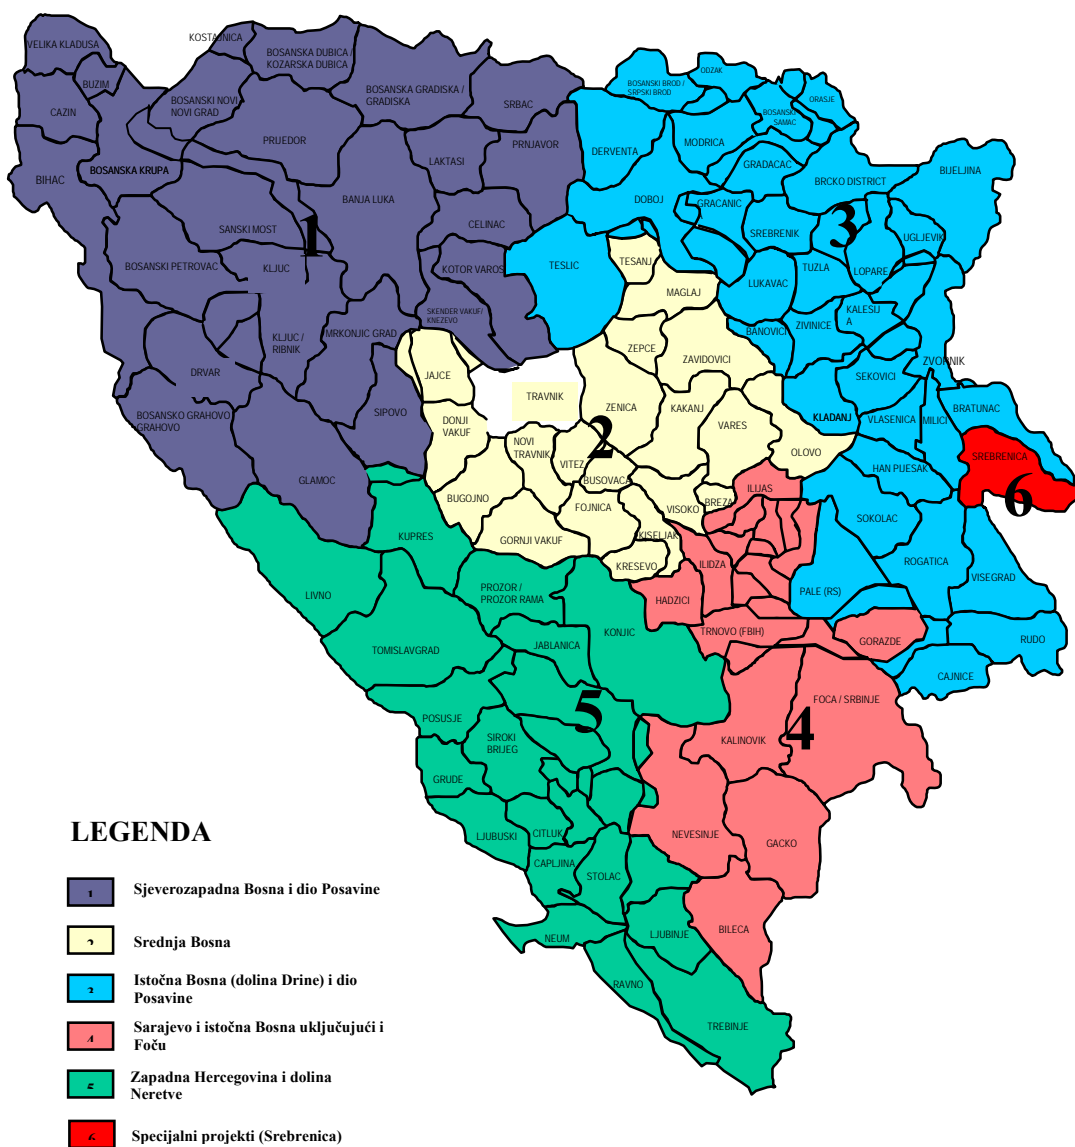 VELIKA KLADUSA
KOSTAJNICA
BUZIM
CAZIN
BOSANSKA DUBICA /
KOZARSKA DUBICA
BOSANSKI NOVI
NOVI GRAD
BOSANSKA GRADISKA /
GRADISKA
SRBAC
PRIJEDOR
PRNJAVOR
LAKTASI
BIHAC
BOSANSKA KRUPA
BANJA LUKA
CELINAC
SANSKI MOST
1
BOSANSKI PETROVAC
KLJUC
KOTOR VAROS
SKENDER VAKUF/
KNEZEVO
KLJUC /
RIBNIK
MRKONJIC GRAD
DRVAR
BOSANSKO GRAHOVO
GRAHOVO
SIPOVO
GLAMOC
BOSANSKI BROD /
SRPSKI BROD
ODZAK
ORASJE
BOSANSKI
SAMAC
DERVENTA
MODRICA
GRADACAC
BRCKO DISTRICT
BIJELJINA
DOBOJ
GRACANIC
SREBRENIK
3
UGLJEVIK
TESLIC
LUKAVAC
TUZLA
LOPARE
KALESIJ
A
BANOVICI
ZIVINICE
ZVORNIK
SEKOVICI
KLADANJ
VLASENICA
MILICI
BRATUNAC
SREBRENICA
6
HAN PIJESAK
SOKOLAC
ROGATICA
VISEGRAD
PALE (RS)
RUDO
CAJNICE
TESANJ
MAGLAJ
ZEPCE
ZAVIDOVICI
JAJCE
TRAVNIK
ZENICA
KAKANJ
VARES
2
DONJI
VAKUF
NOVI
TRAVNIK
VITEZ
BUSOVACA
OLOVO
BUGOJNO
FOJNICA
VISOKO
BREZA
GORNJI VAKUF
KISELJAK
KRESEVO
ILIJAS
ILIDZA
HADZICI
TRNOVO (FBIH)
GORAZDE
FOCA / SRBINJE
KALINOVIK
4
NEVESINJE
GACKO
BILECA
KUPRES
LIVNO
PROZOR /
PROZOR RAMA
KONJIC
JABLANICA
TOMISLAVGRAD
5
POSUSJE
SIROKI
BRIJEG
GRUDE
LJUBUSKI
CITLUK
CAPLJINA
STOLAC
NEUM
LJUBINJE
RAVNO
TREBINJE
LEGENDA
1 Sjeverozapadna Bosna i dio Posavine
2 Srednja Bosna
3 Istočna Bosna (dolina Drine) i dio
Posavine
4 Sarajevo i istočna Bosna uključujući i
Foču
5 Zapadna Hercegovina i dolina
Neretve
6 Specijalni projekti (Srebrenica)